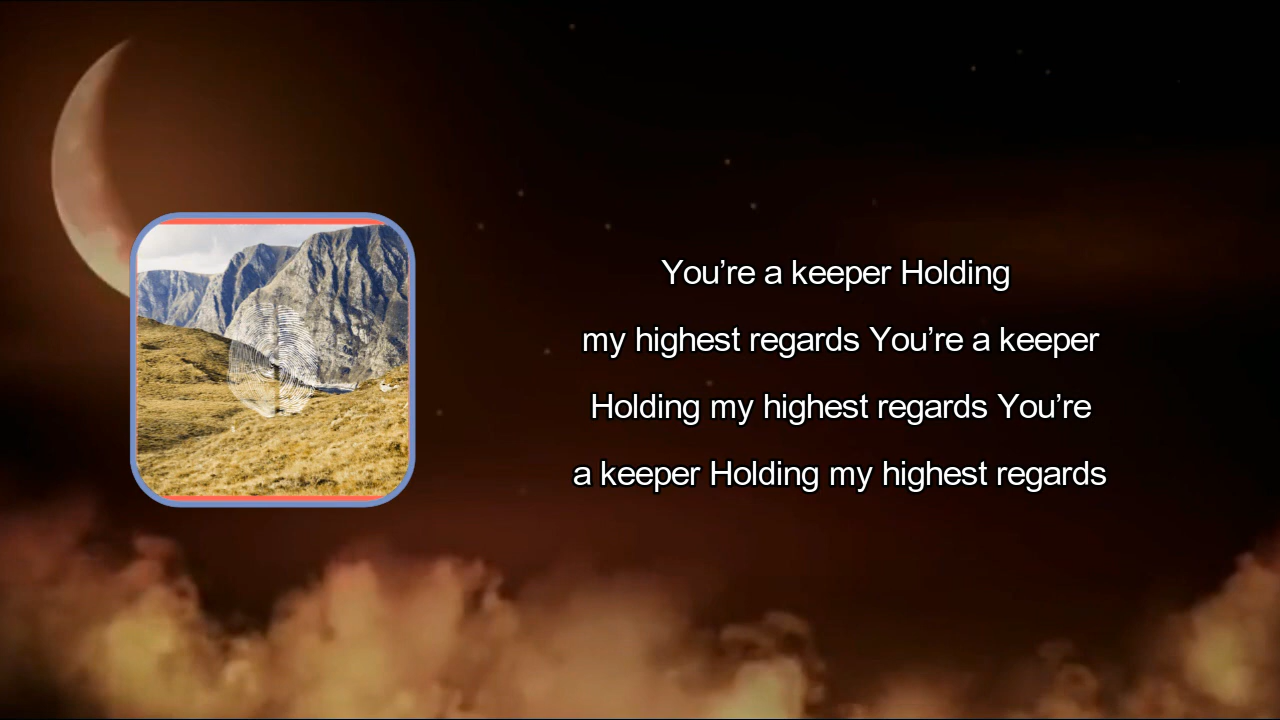 You’re a keeper Holding
my highest regards You’re a keeper
Holding my highest regards You’re
a keeper Holding my highest regards